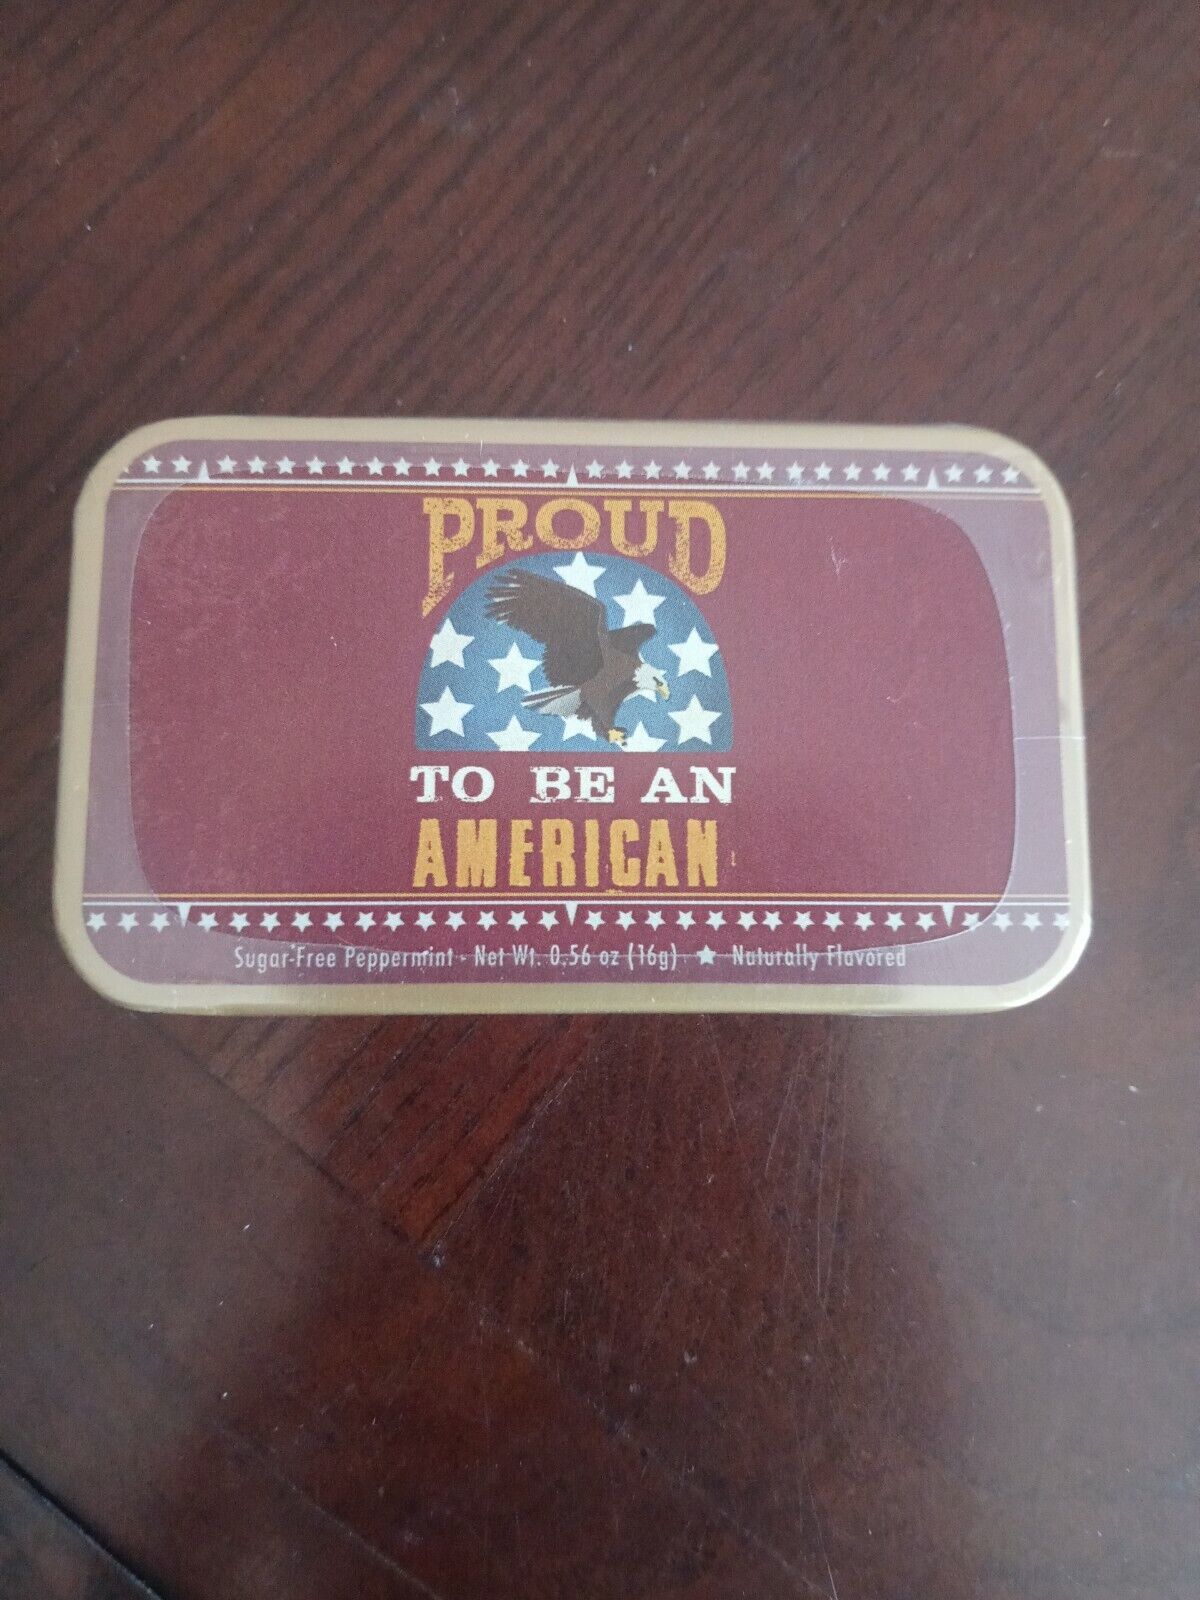 PROUD
TO BE AN
AMERICAN
Sugar-Free Peppermint - Net Wt. 0.56 oz (16g) ★ Naturally Flavored